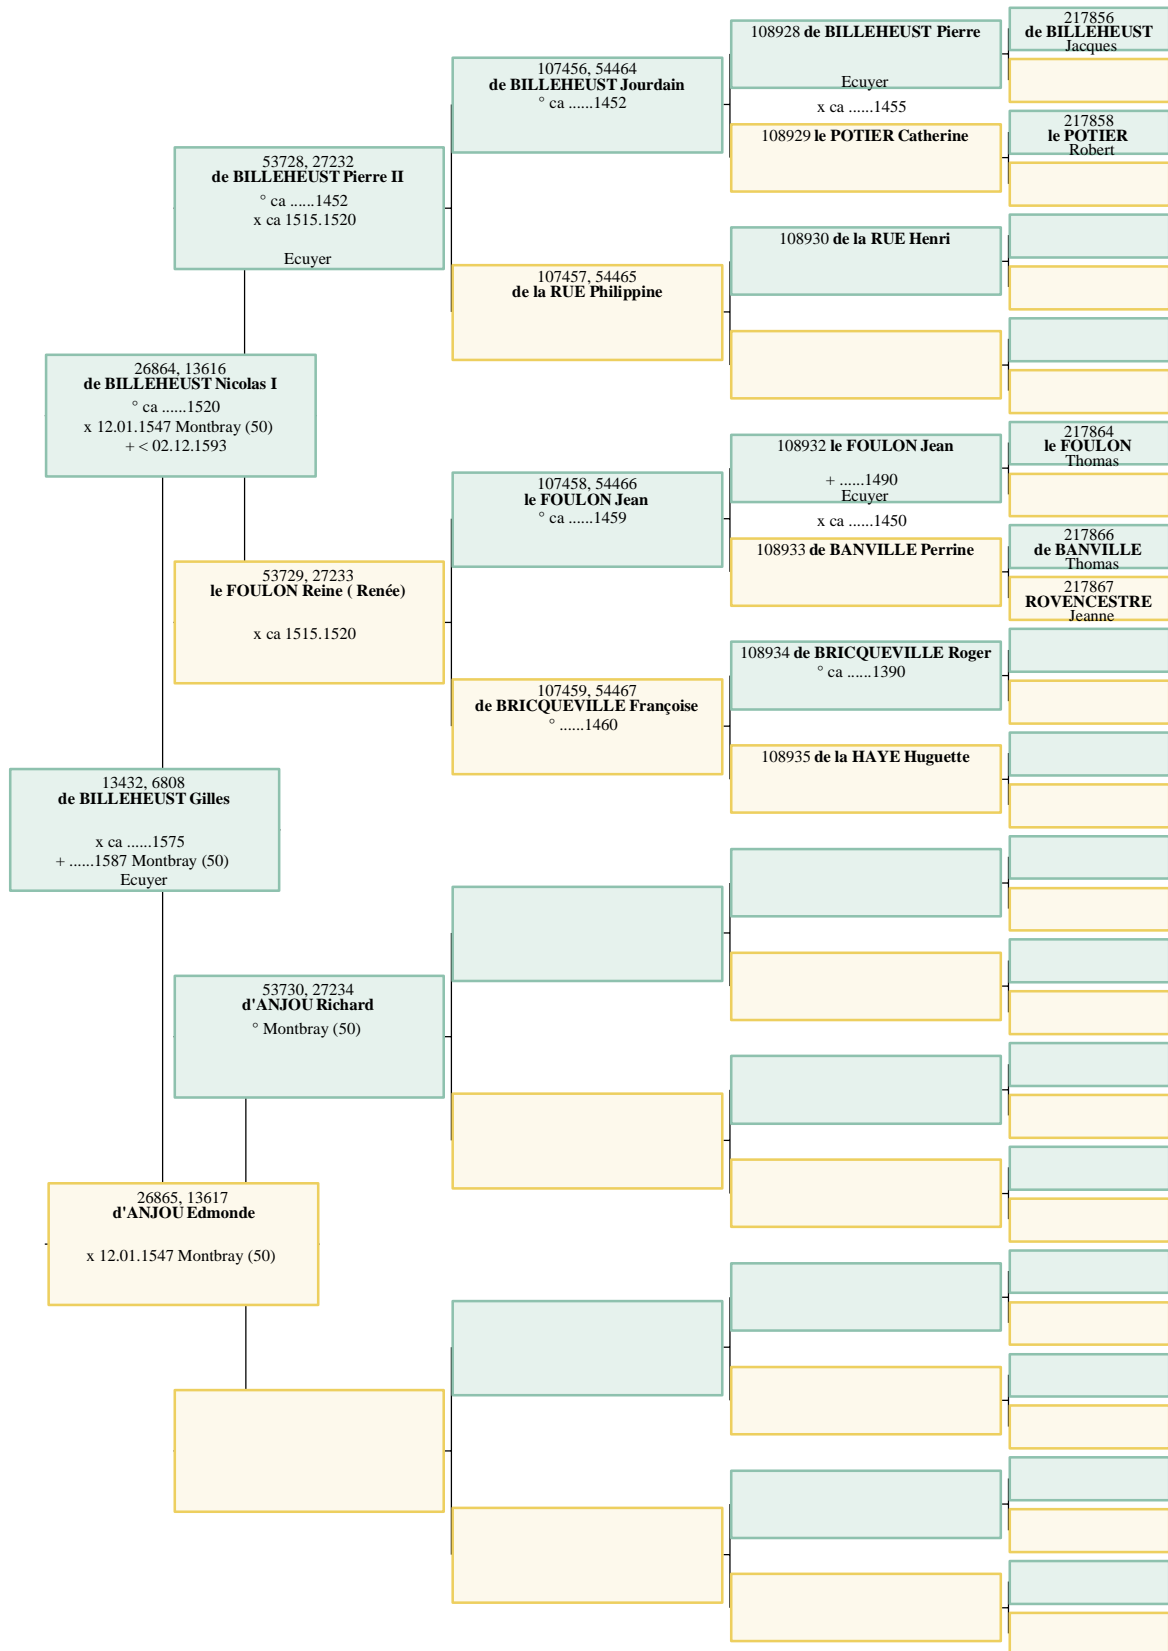 13432, 6808
de BILLEHEUST Gilles
x ca ......1575
+ ......1587 Montbray (50)
Ecuyer
26864, 13616
de BILLEHEUST Nicolas I
° ca ......1520
x 12.01.1547 Montbray (50)
+ < 02.12.1593
26865, 13617
d'ANJOU Edmonde
x 12.01.1547 Montbray (50)
53728, 27232
de BILLEHEUST Pierre II
° ca ......1452
x ca 1515.1520
Ecuyer
53729, 27233
le FOULON Reine ( Renée)
x ca 1515.1520
53730, 27234
d'ANJOU Richard
° Montbray (50)
107456, 54464
de BILLEHEUST Jourdain
° ca ......1452
107457, 54465
de la RUE Philippine
107458, 54466
le FOULON Jean
° ca ......1459
107459, 54467
de BRICQUEVILLE Françoise
° ......1460
108928 de BILLEHEUST Pierre
Ecuyer
x ca ......1455
108929 le POTIER Catherine
108930 de la RUE Henri
108932 le FOULON Jean
+ ......1490
Ecuyer
x ca ......1450
108933 de BANVILLE Perrine
108934 de BRICQUEVILLE Roger
° ca ......1390
108935 de la HAYE Huguette
217856
de BILLEHEUST
Jacques
217858
le POTIER
Robert
217864
le FOULON
Thomas
217866
de BANVILLE
Thomas
217867
ROVENCESTRE
Jeanne